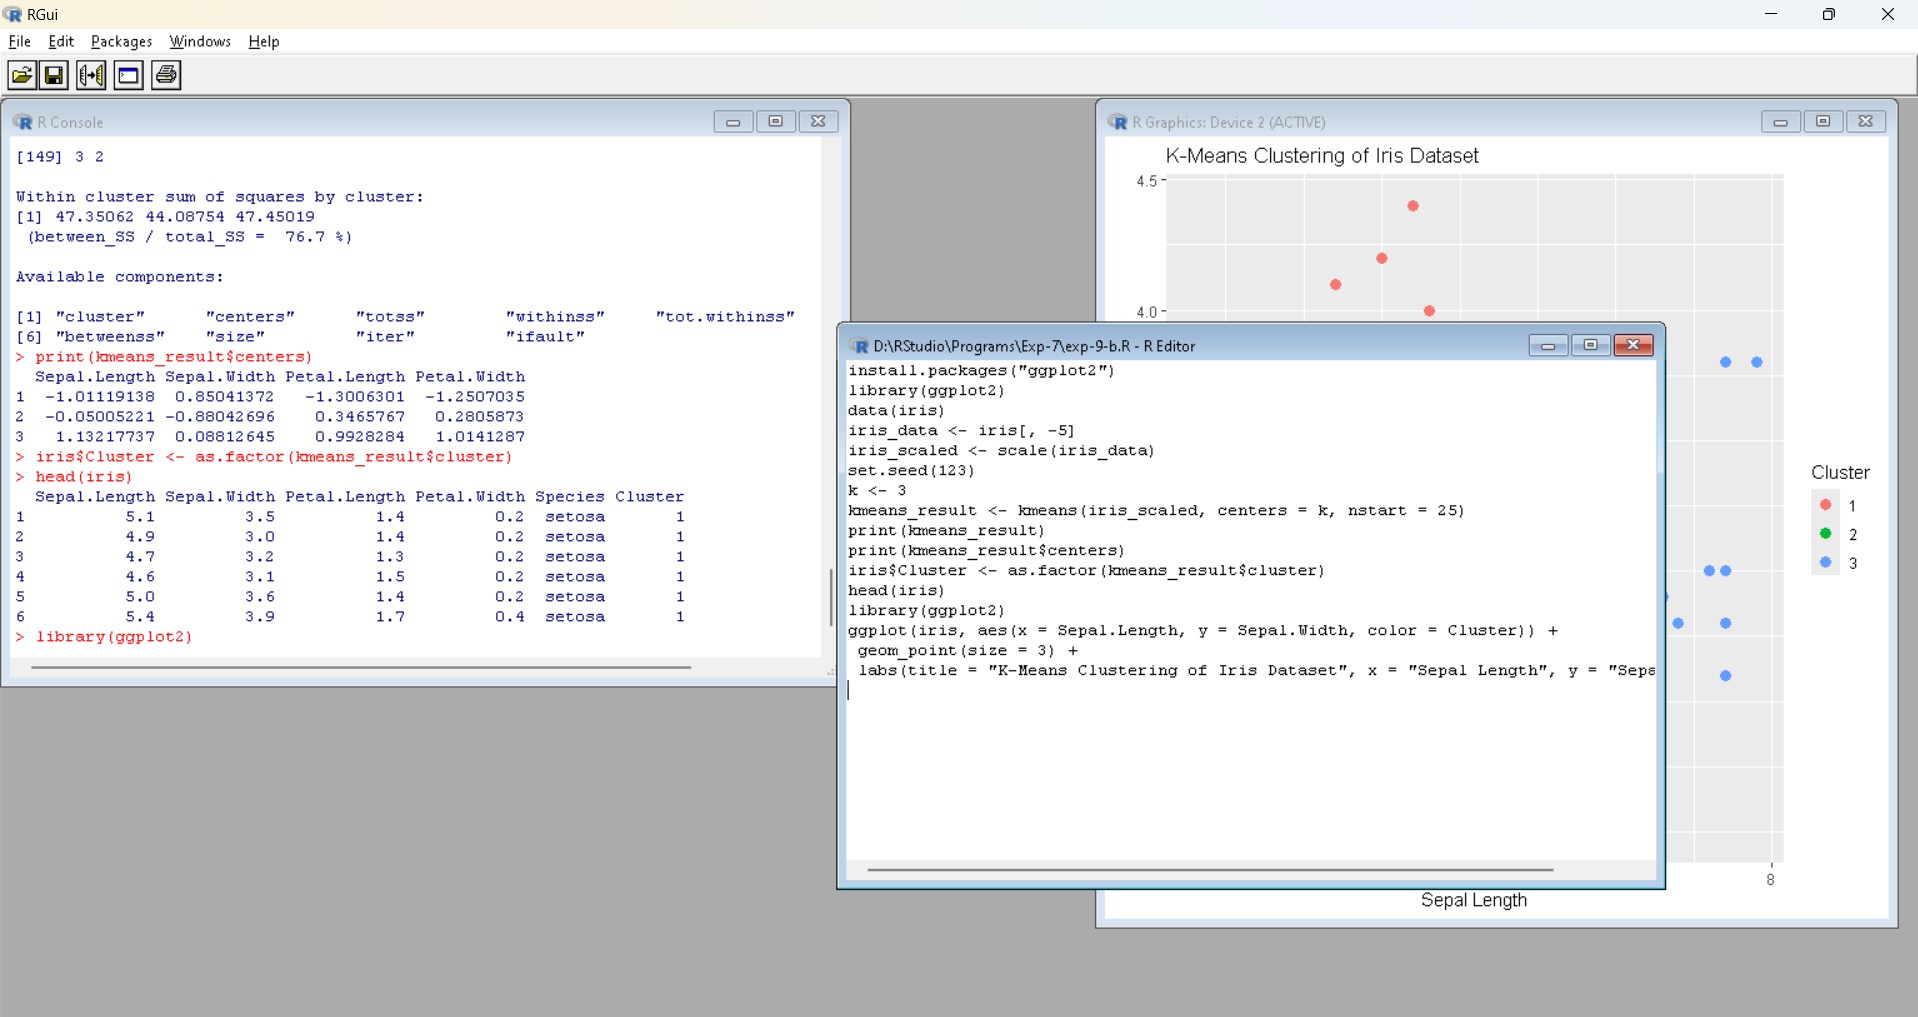 RGui
File Edit Packages Windows Help
R Console
[149] 3 2
Within cluster sum of squares by cluster:
[1] 47.35062 44.08754 47.45019
 (between_SS / total_SS =  76.7 %)
Available components:
[1] "cluster"      "centers"      "totss"        "withinss"     "tot.withinss"
[6] "betweenss"    "size"         "iter"         "ifault"
> print(kmeans_result$centers)
  Sepal.Length Sepal.Width Petal.Length Petal.Width
1  -1.01119138  0.85041372   -1.3006301  -1.2507035
2  -0.05005221 -0.88042696    0.3465767   0.2805873
3   1.13217737  0.08812645    0.9928284   1.0141287
> iris$Cluster <- as.factor(kmeans_result$cluster)
> head(iris)
  Sepal.Length Sepal.Width Petal.Length Petal.Width Species Cluster
1          5.1         3.5          1.4         0.2  setosa       1
2          4.9         3.0          1.4         0.2  setosa       1
3          4.7         3.2          1.3         0.2  setosa       1
4          4.6         3.1          1.5         0.2  setosa       1
5          5.0         3.6          1.4         0.2  setosa       1
6          5.4         3.9          1.7         0.4  setosa       1
> library(ggplot2)
D:\RStudio\Programs\Exp-7\exp-9-b.R - R Editor
install.packages("ggplot2")
library(ggplot2)
data(iris)
iris_data <- iris[, -5]
iris_scaled <- scale(iris_data)
set.seed(123)
k <- 3
kmeans_result <- kmeans(iris_scaled, centers = k, nstart = 25)
print(kmeans_result)
print(kmeans_result$centers)
iris$Cluster <- as.factor(kmeans_result$cluster)
head(iris)
library(ggplot2)
ggplot(iris, aes(x = Sepal.Length, y = Sepal.Width, color = Cluster)) +
 geom_point(size = 3) +
 labs(title = "K-Means Clustering of Iris Dataset", x = "Sepal Length", y = "Sepa
R Graphics: Device 2 (ACTIVE)
K-Means Clustering of Iris Dataset
4.5
4.0
Cluster
1
2
3
8
Sepal Length